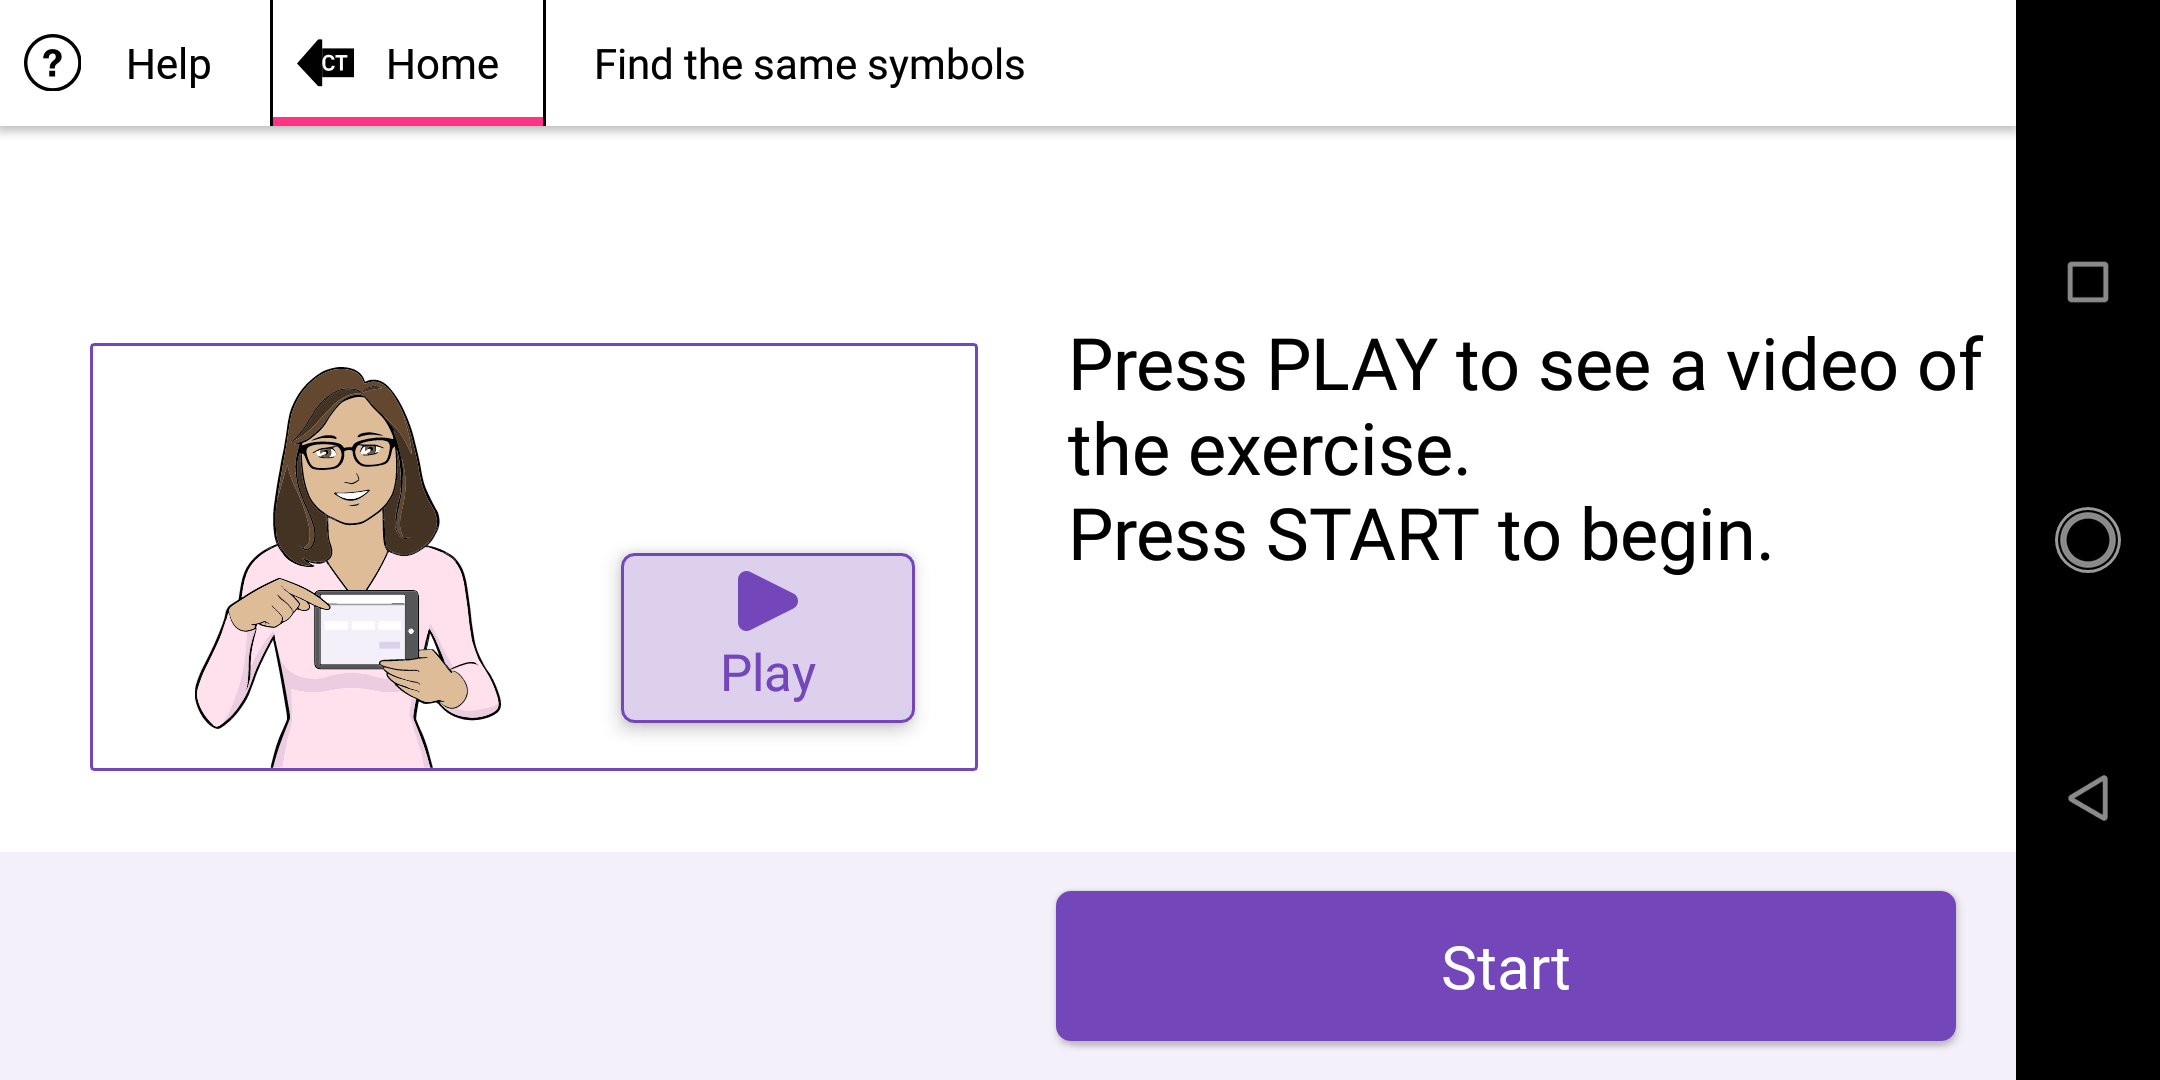 ? Help
CT Home
Find the same symbols
Press PLAY to see a video of
the exercise.
Press START to begin.
Play
Start